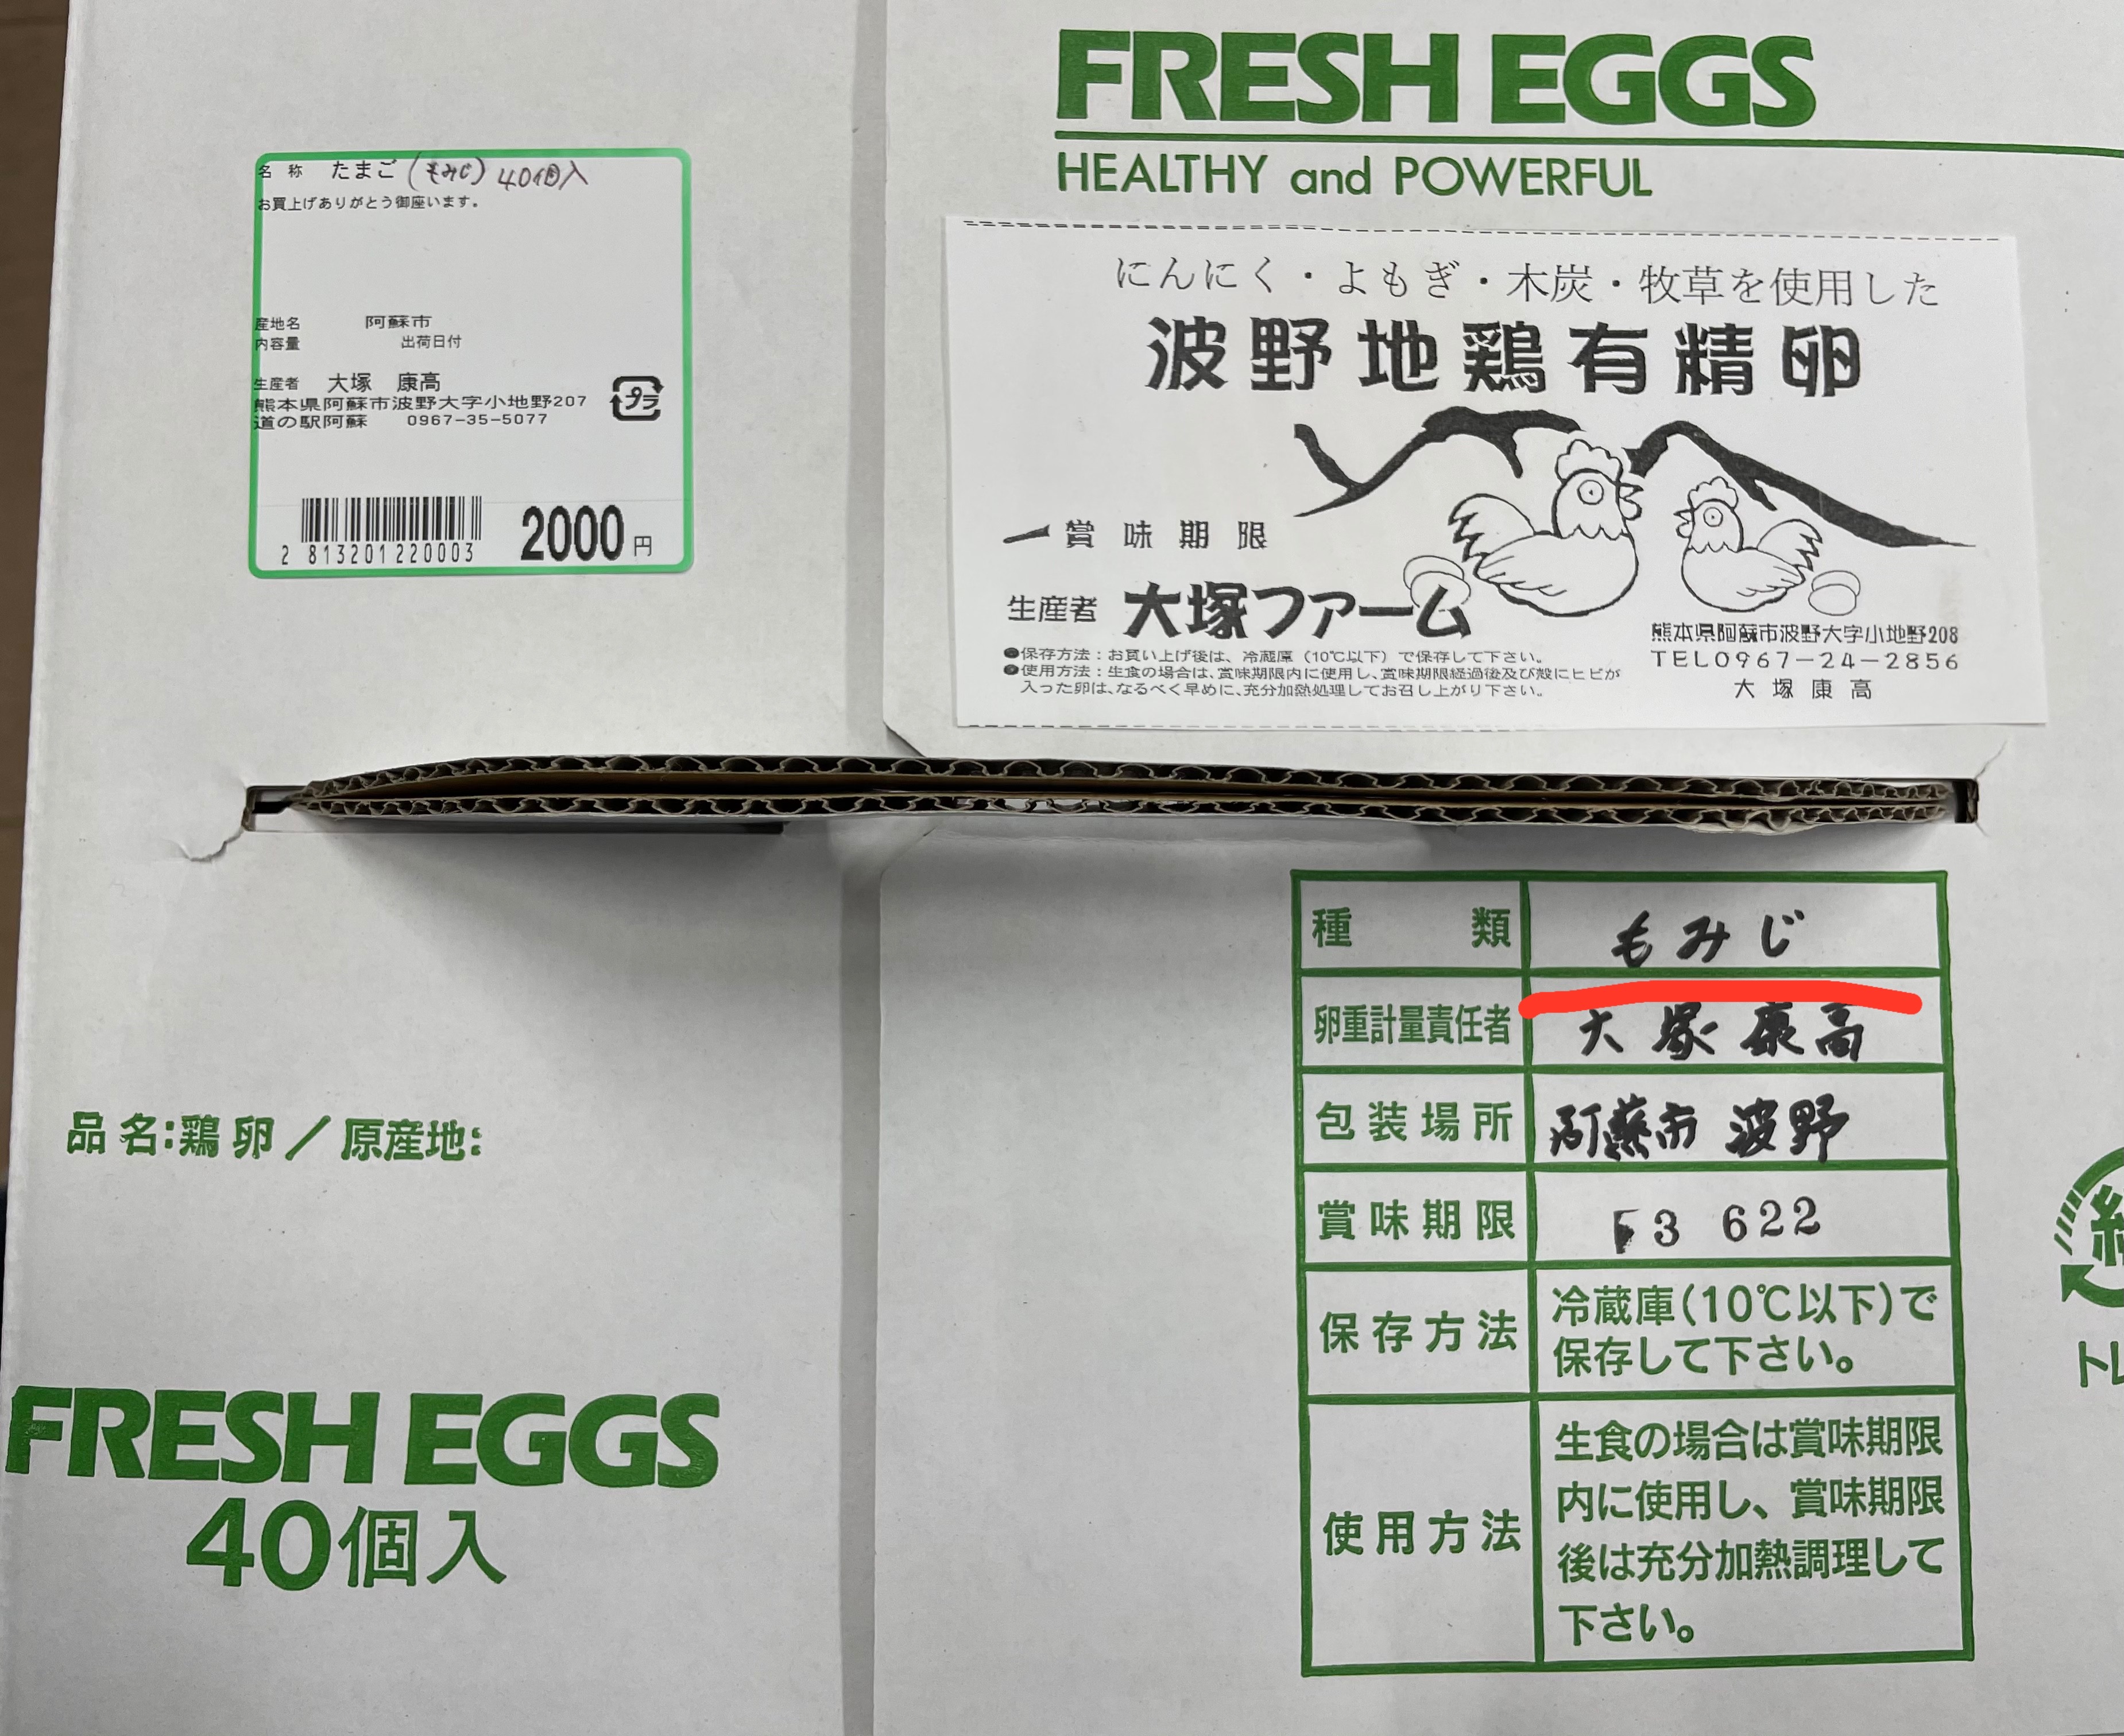 FRESH EGGS
HEALTHY and POWERFUL
名称 たまご(もみじ) 40個入
お買上げありがとう御座います。
産地名 阿蘇市
内容量 出荷日付
生産者 大塚 康高
熊本県阿蘇市波野大字小地野207
道の駅阿蘇 0967-35-5077
プラ
2 813201 220003
2000円
にんにく・よもぎ・木炭・牧草を使用した
波野地鶏有精卵
賞味期限
生産者 大塚ファーム
●保存方法：お買い上げ後は、冷蔵庫（10℃以下）で保存して下さい。
●使用方法：生食の場合は、賞味期限内に使用し、賞味期限経過後及び殻にヒビが
入った卵は、なるべく早めに、充分加熱処理してお召し上がり下さい。
熊本県阿蘇市波野大字小地野208
TEL0967-24-2856
大塚康高
種類 もみじ
卵重計量責任者 大塚康高
包装場所 阿蘇市 波野
賞味期限 3 622
保存方法 冷蔵庫(10℃以下)で
保存して下さい。
使用方法 生食の場合は賞味期限
内に使用し、賞味期限
後は充分加熱調理して
下さい。
品名:鶏卵／原産地:
FRESH EGGS
40個入